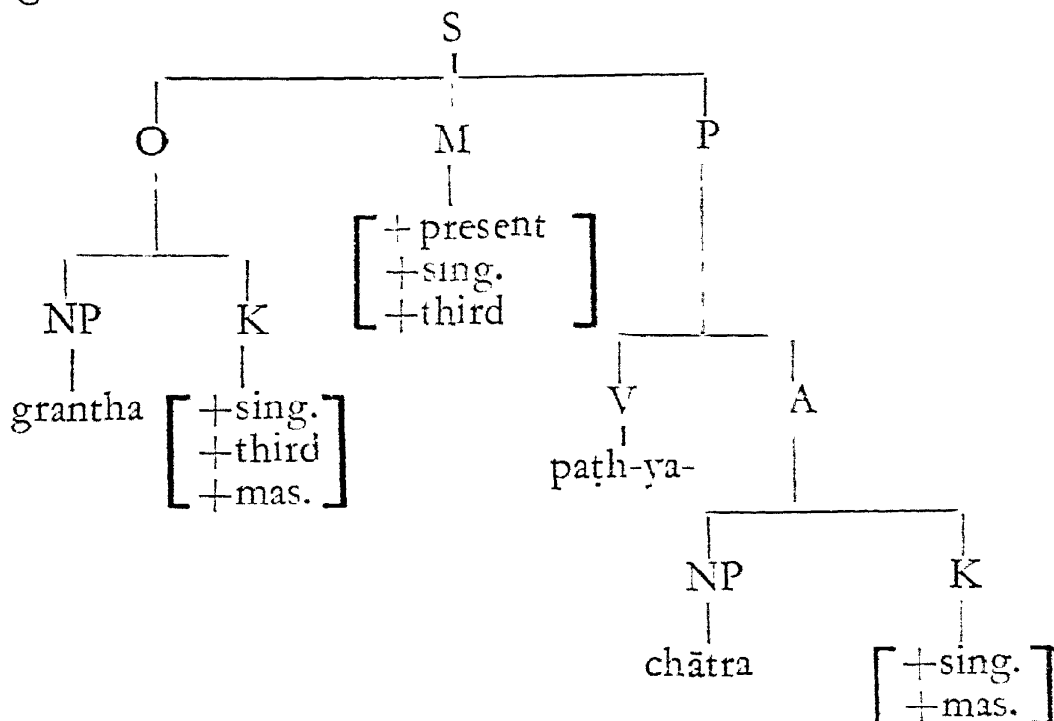 S
O M P
+present
+sing.
+third
NP K
V A
grantha +sing.
+third
+mas.
paṭh-ya-
NP K
chātra +sing.
+mas.